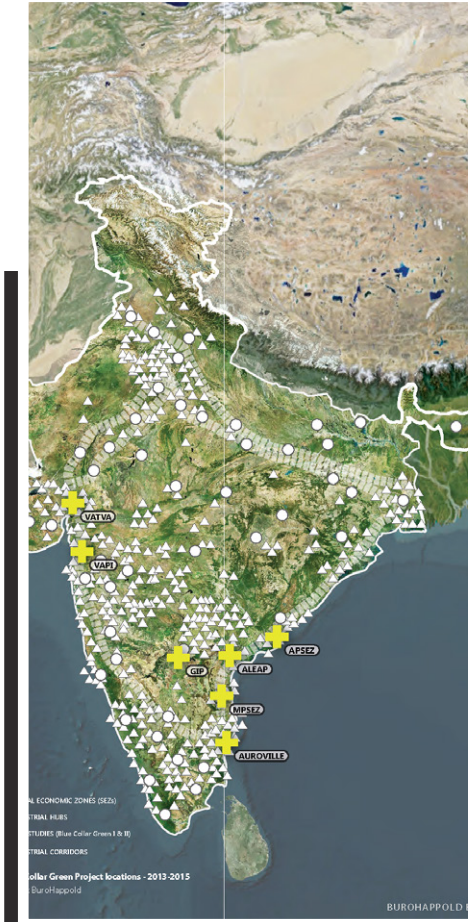 VATVA
VAPI
APSEZ
GIP
ALEAP
MPSEZ
AUROVILLE
AL ECONOMIC ZONES (SEZs)
STRIAL HUBS
STUDIES (Blue Collar Green I & II)
STRIAL CORRIDORS
Collar Green Project locations - 2013-2015
BuroHappold
BUROHAPPOLD